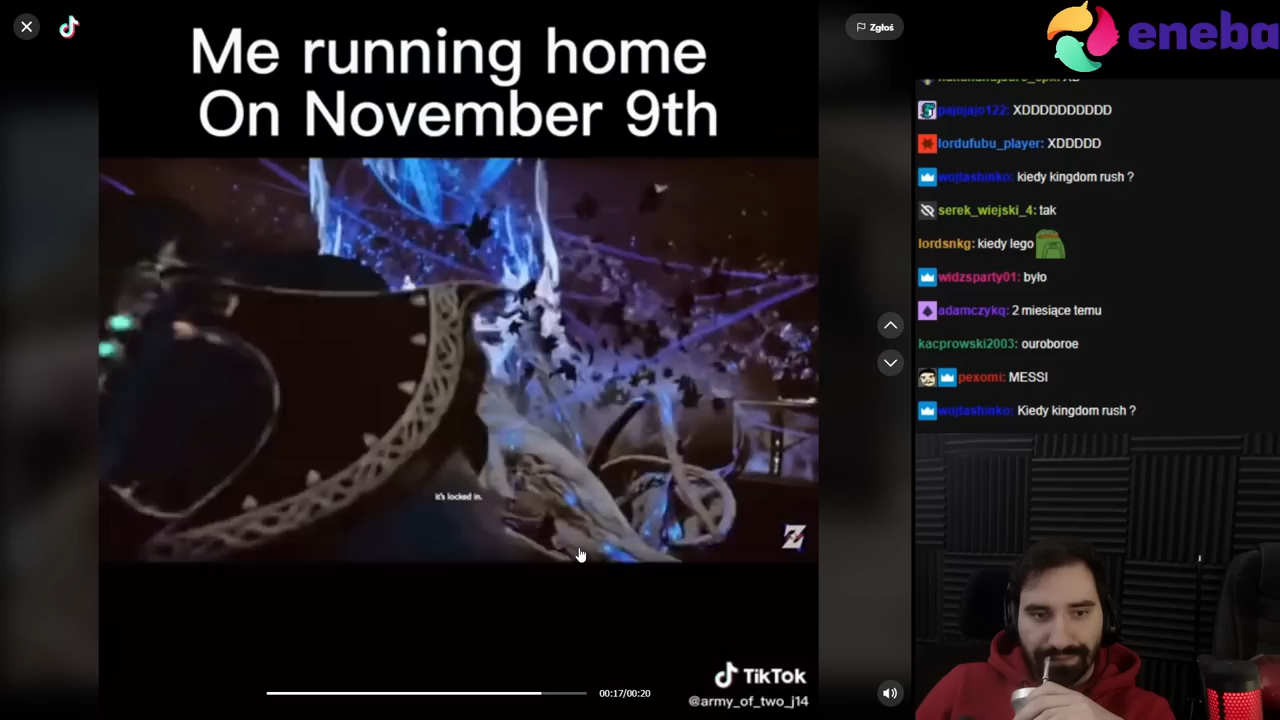 Me running home
On November 9th
Zgłoś
eneba
pajojajo122: XDDDDDDDDDD
lordufubu_player: XDDDDD
wojtashinko: kiedy kingdom rush ?
serek_wiejski_4: tak
lordsnkg: kiedy lego
widzsparty01: było
adamczykq: 2 miesiące temu
kacprowski2003: ouroboroe
pexomi: MESSI
wojtashinko: Kiedy kingdom rush ?
It's locked in.
TikTok
00:17/00:20
@army_of_two_j14